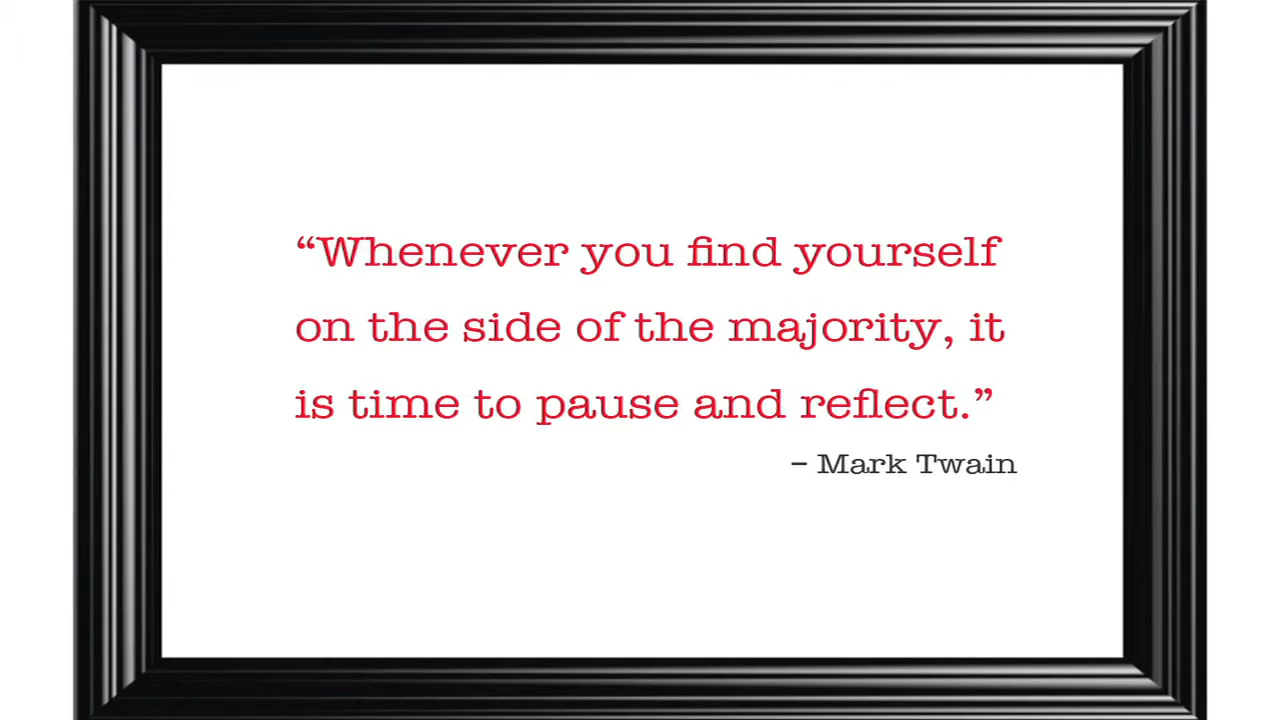 “Whenever you find yourself
on the side of the majority, it
is time to pause and reflect.”
– Mark Twain